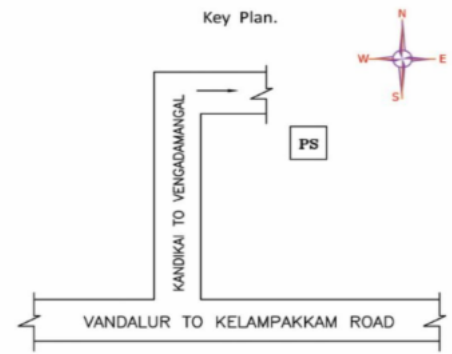 Key Plan.
N
W
E
S
PS
KANDIKAI TO VENGADAMANGAL
VANDALUR TO KELAMPAKKAM ROAD